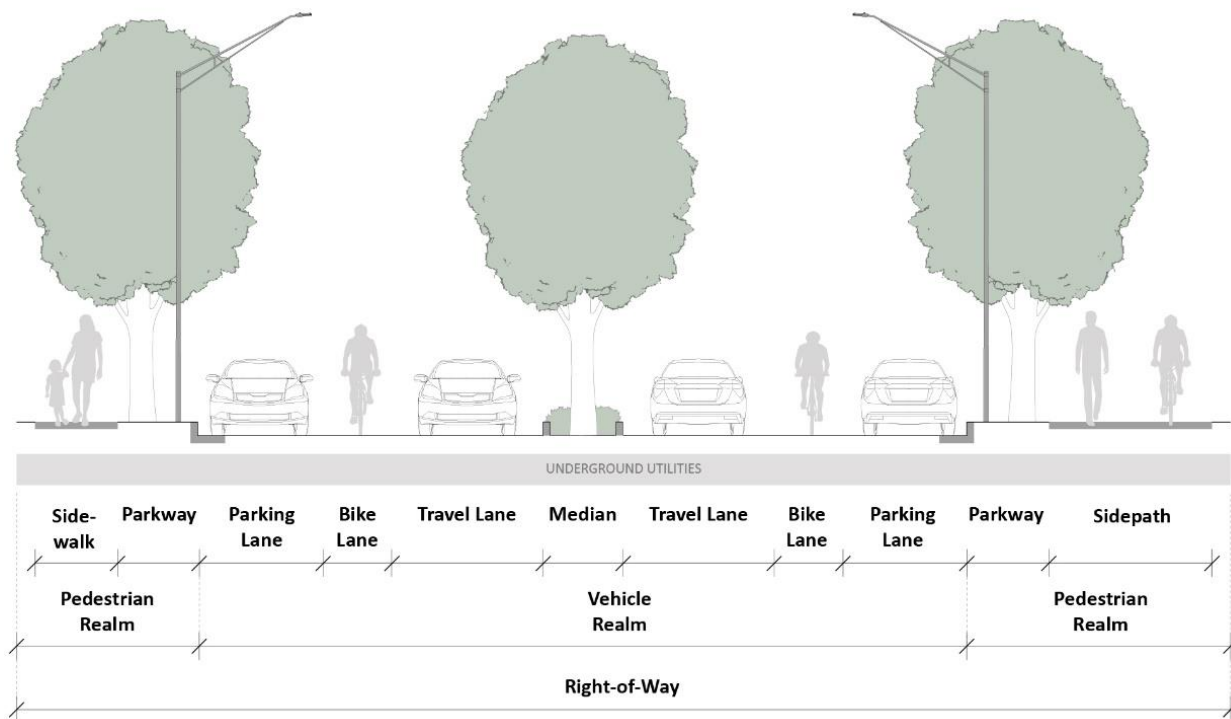 UNDERGROUND UTILITIES
Side-
walk
Parkway
Parking
Lane
Bike
Lane
Travel Lane
Median
Travel Lane
Bike
Lane
Parking
Lane
Parkway
Sidepath
Pedestrian
Realm
Vehicle
Realm
Pedestrian
Realm
Right-of-Way